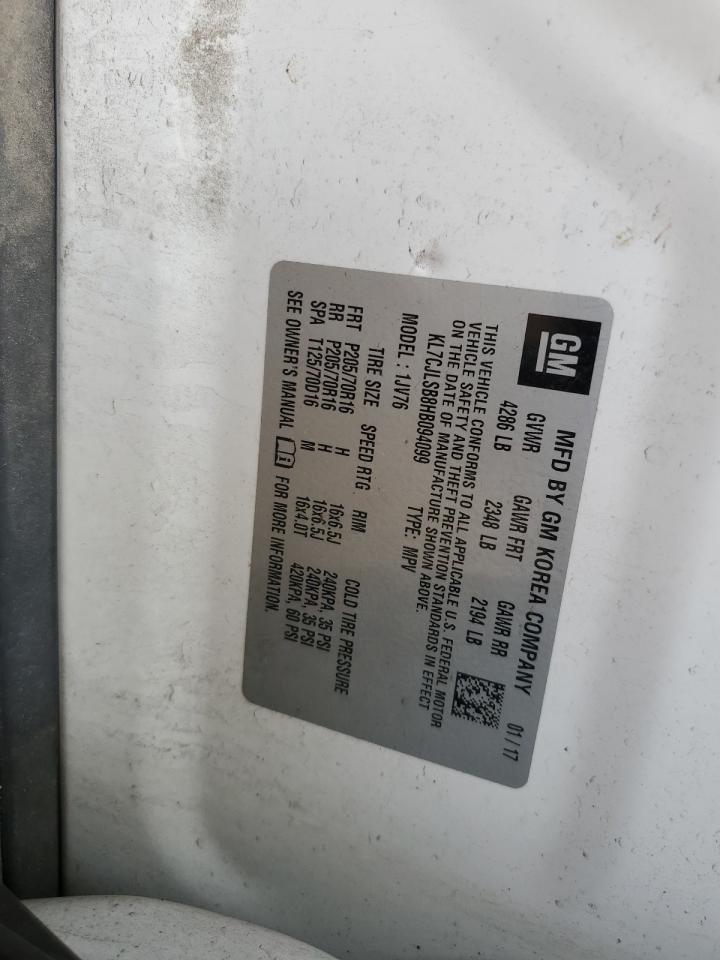 GM
MFD BY GM KOREA COMPANY 01/17
GVWR GAWR FRT GAWR RR
4286 LB 2348 LB 2194 LB
THIS VEHICLE CONFORMS TO ALL APPLICABLE U.S. FEDERAL MOTOR
VEHICLE SAFETY AND THEFT PREVENTION STANDARDS IN EFFECT
ON THE DATE OF MANUFACTURE SHOWN ABOVE.
KL7CJLSB8HB094099 TYPE: MPV
MODEL : 1JV76
TIRE SIZE SPEED RTG RIM COLD TIRE PRESSURE
FRT P205/70R16 H 16x6.5J 240KPA, 35 PSI
RR P205/70R16 H 16x6.5J 240KPA, 35 PSI
SPA T125/70D16 M 16x4.0T 420KPA, 60 PSI
SEE OWNER'S MANUAL FOR MORE INFORMATION.